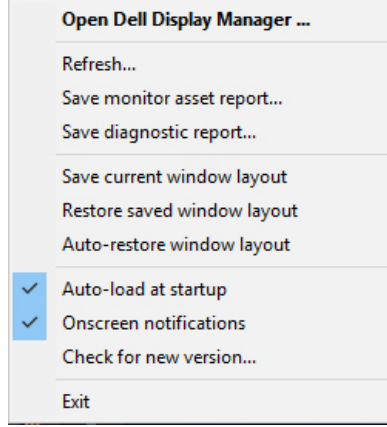 Open Dell Display Manager ...
Refresh...
Save monitor asset report...
Save diagnostic report...
Save current window layout
Restore saved window layout
Auto-restore window layout
Auto-load at startup
Onscreen notifications
Check for new version...
Exit